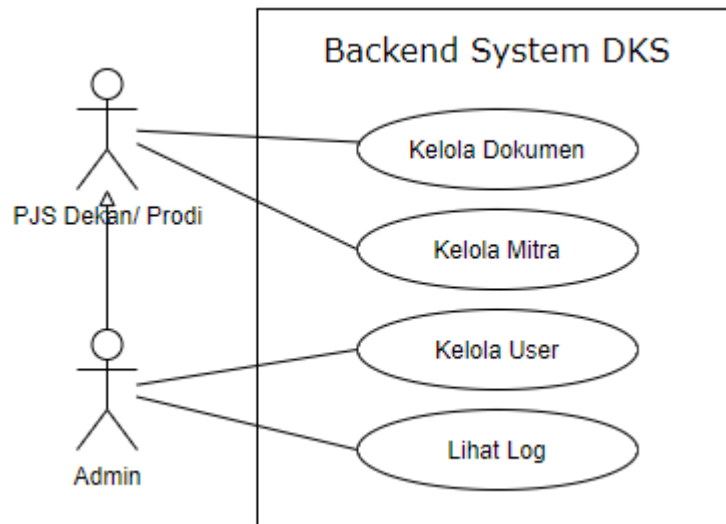 Backend System DKS
Kelola Dokumen
PJS Dekan/ Prodi
Kelola Mitra
Kelola User
Lihat Log
Admin